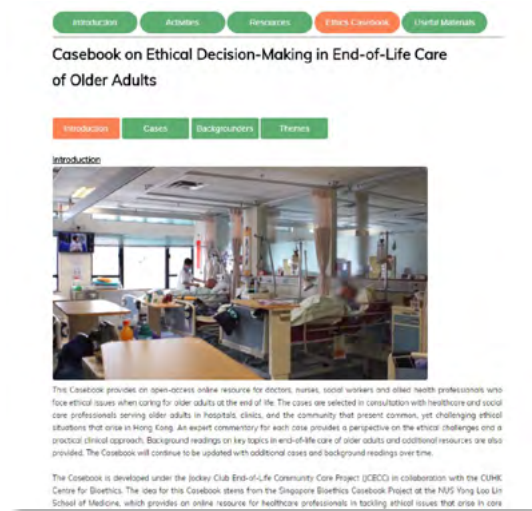 Introduction
Activities
Resources
Ethics Casebook
Useful Materials
Casebook on Ethical Decision-Making in End-of-Life Care
of Older Adults
Introduction
Cases
Backgrounders
Themes
Introduction
This Casebook provides an open-access online resource for doctors, nurses, social workers and allied health professionals who
face ethical issues when caring for older adults at the end of life. The cases are selected in consultation with healthcare and social
care professionals serving older adults in hospitals, clinics, and the community that present common, yet challenging ethical
situations that arise in Hong Kong. An expert commentary for each case provides a perspective on the ethical challenges and a
practical clinical approach. Background readings on key topics in end-of-life care of older adults and additional resources are also
provided. The Casebook will continue to be updated with additional cases and background readings over time.
The Casebook is developed under the Jockey Club End-of-Life Community Care Project (JCECC) in collaboration with the CUHK
Centre for Bioethics. The idea for this Casebook stems from the Singapore Bioethics Casebook Project at the NUS Yong Loo Lin
School of Medicine, which provides an online resource for healthcare professionals in tackling ethical issues that arise in care